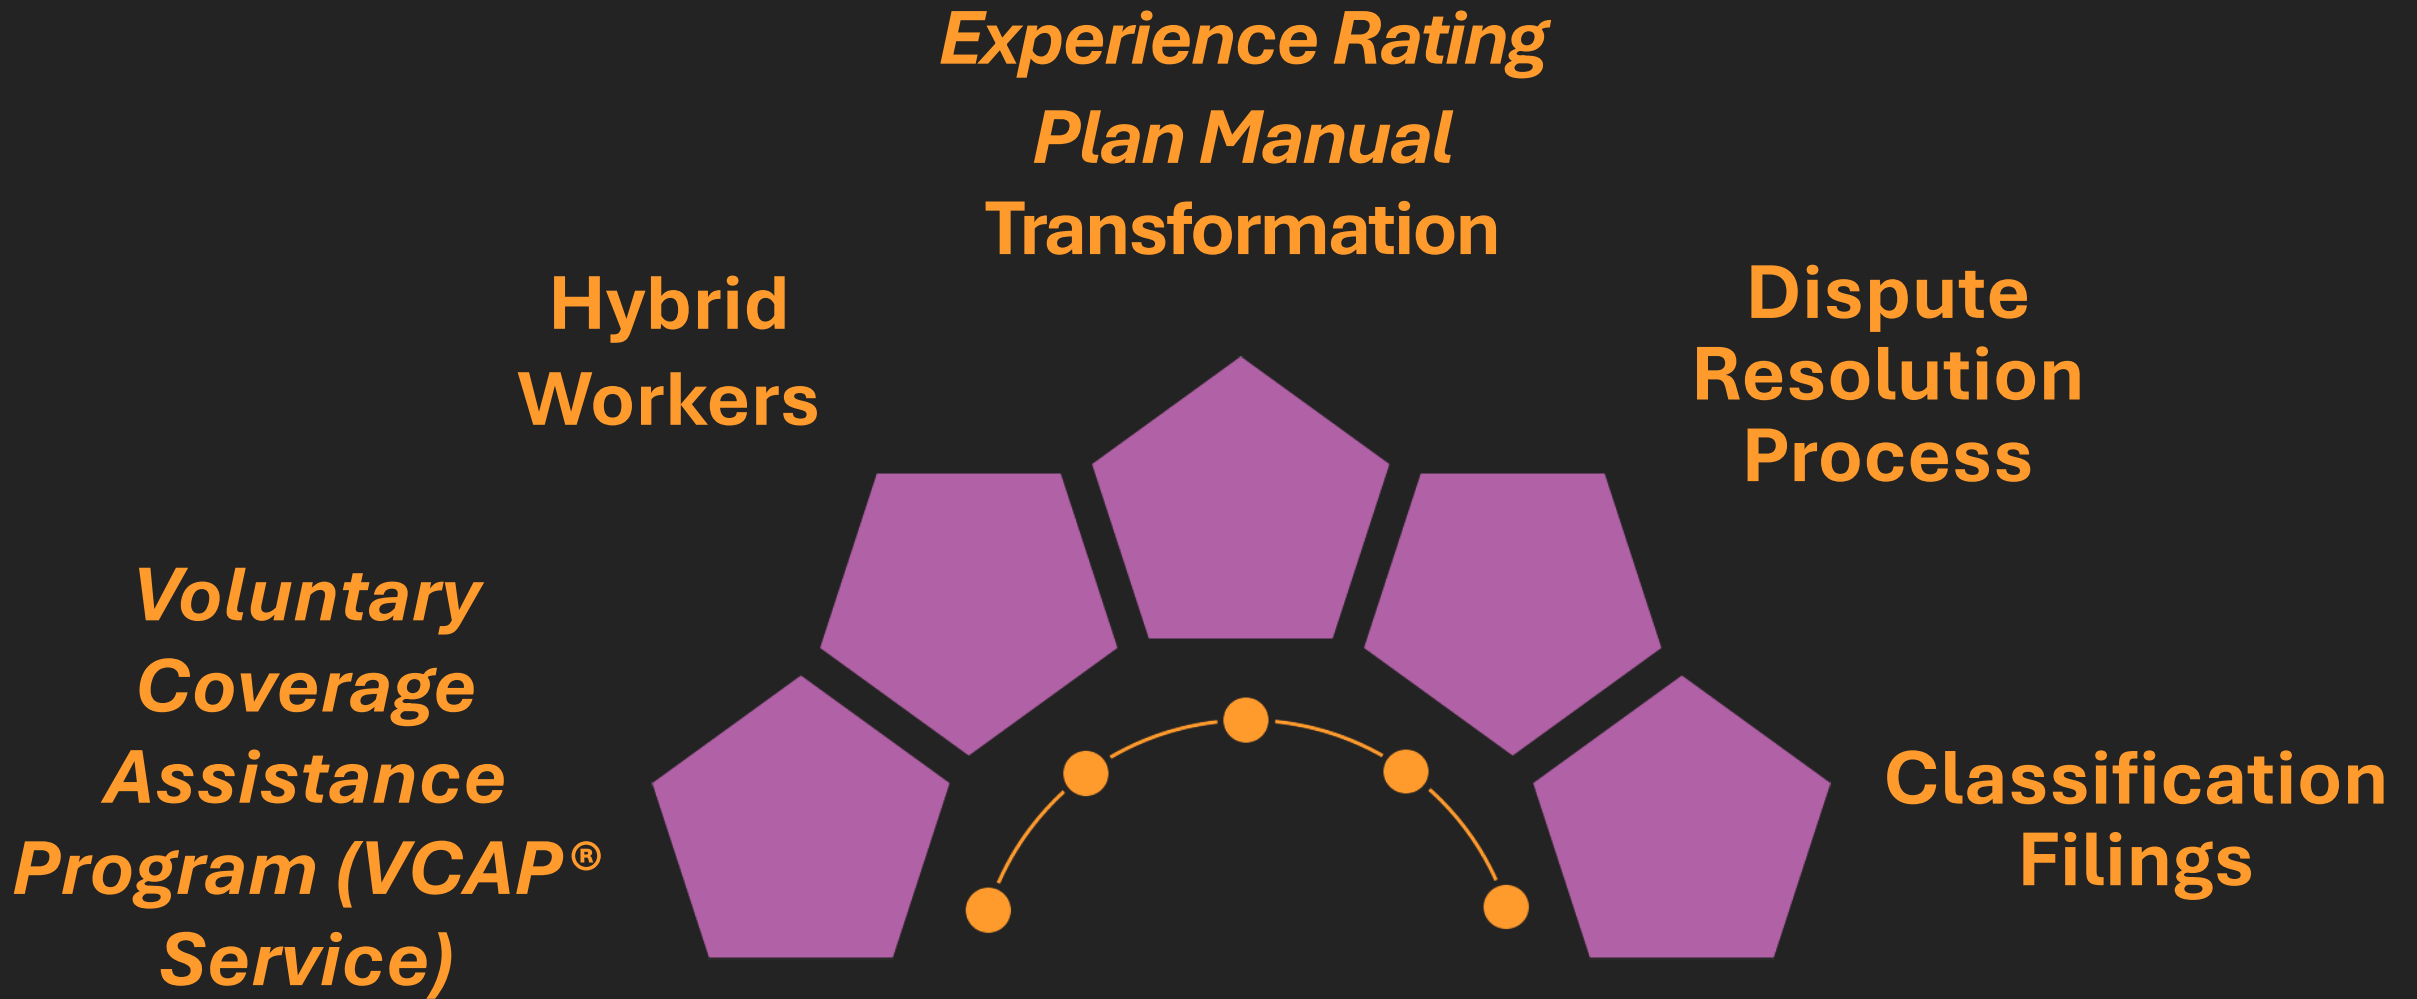 Experience Rating
Plan Manual
Transformation
Hybrid
Workers
Dispute
Resolution
Process
Voluntary
Coverage
Assistance
Program (VCAP®
Service)
Classification
Filings